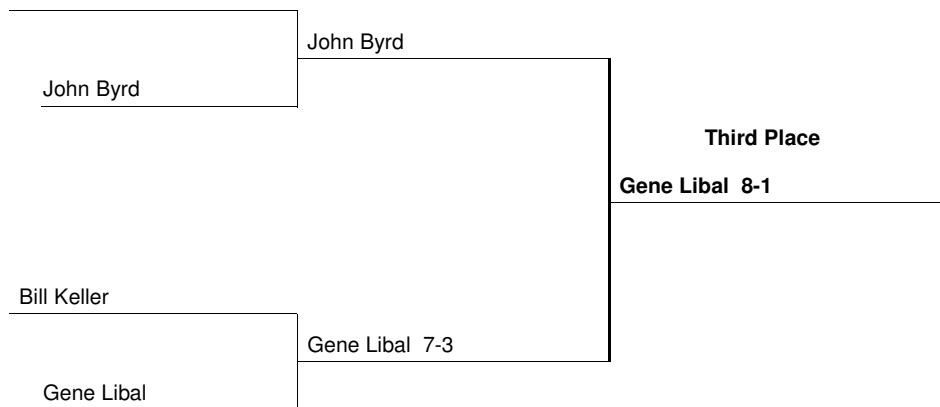 John Byrd
John Byrd
Third Place
Gene Libal 8-1
Bill Keller
Gene Libal 7-3
Gene Libal